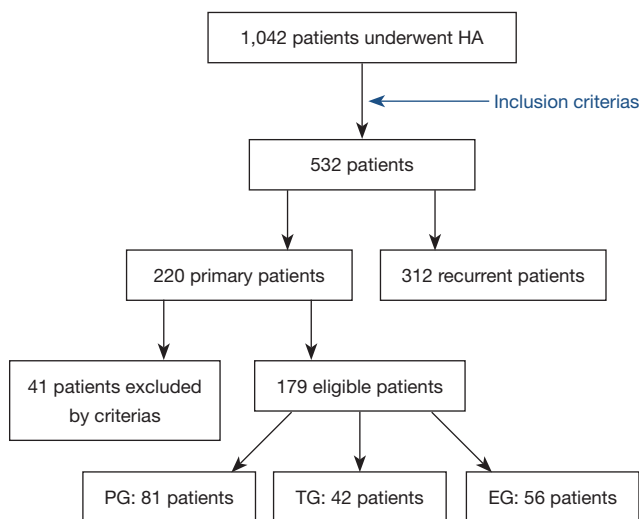 1,042 patients underwent HA
Inclusion criterias
532 patients
220 primary patients
312 recurrent patients
41 patients excluded
by criterias
179 eligible patients
PG: 81 patients
TG: 42 patients
EG: 56 patients